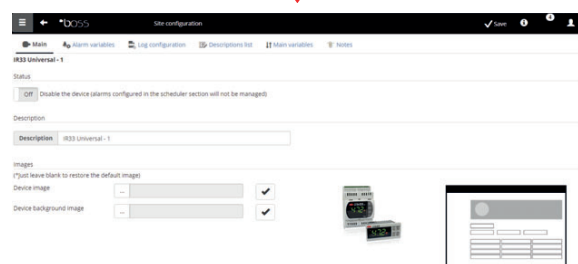 boss Site configuration Save 4
Main Alarm variables Log configuration Descriptions list Main variables Notes
IR33 Universal - 1
Status
Off Disable the device (alarms configured in the scheduler section will not be managed)
Description
Description IR33 Universal - 1
Images
(*Just leave blank to restore the default image)
Device image ...
Device background image ...